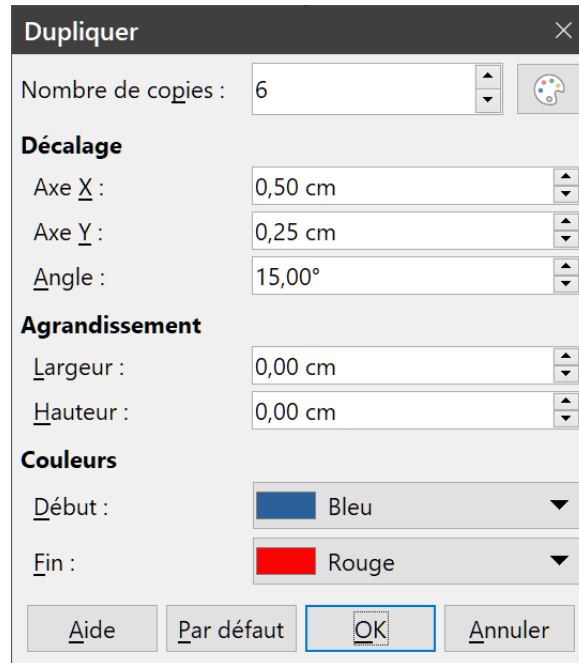 Dupliquer
Nombre de copies : 6
Décalage
Axe X : 0,50 cm
Axe Y : 0,25 cm
Angle : 15,00°
Agrandissement
Largeur : 0,00 cm
Hauteur : 0,00 cm
Couleurs
Début : Bleu
Fin : Rouge
Aide Par défaut OK Annuler